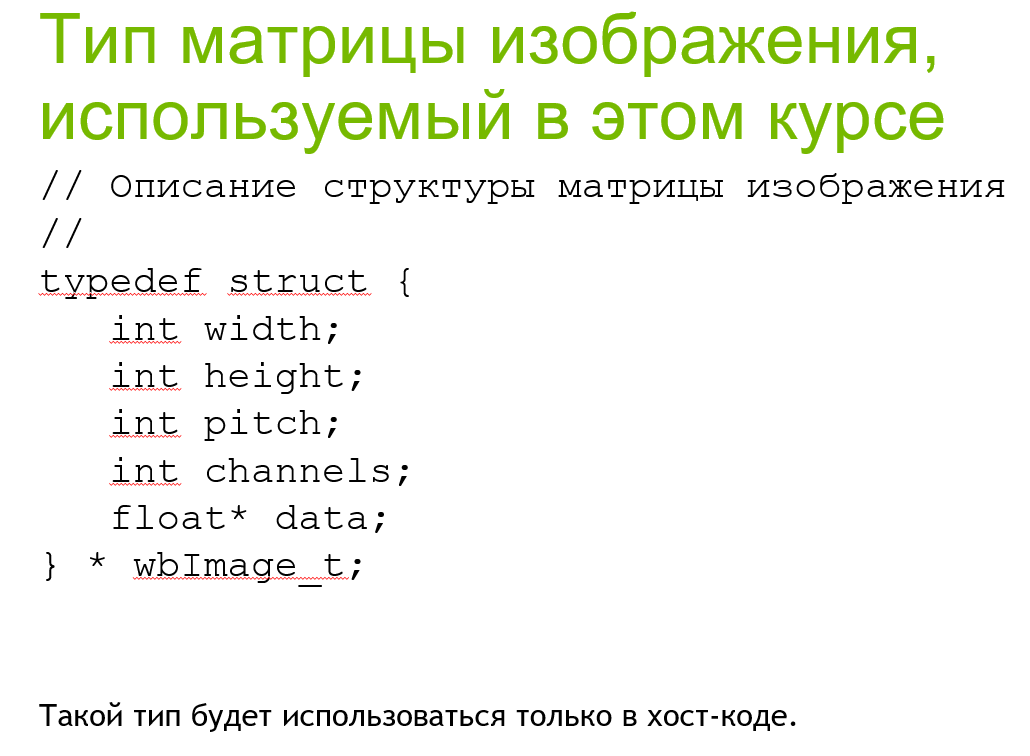 Тип матрицы изображения,
используемый в этом курсе
// Описание структуры матрицы изображения
//
typedef struct {
int width;
int height;
int pitch;
int channels;
float* data;
} * wbImage_t;
Такой тип будет использоваться только в хост-коде.